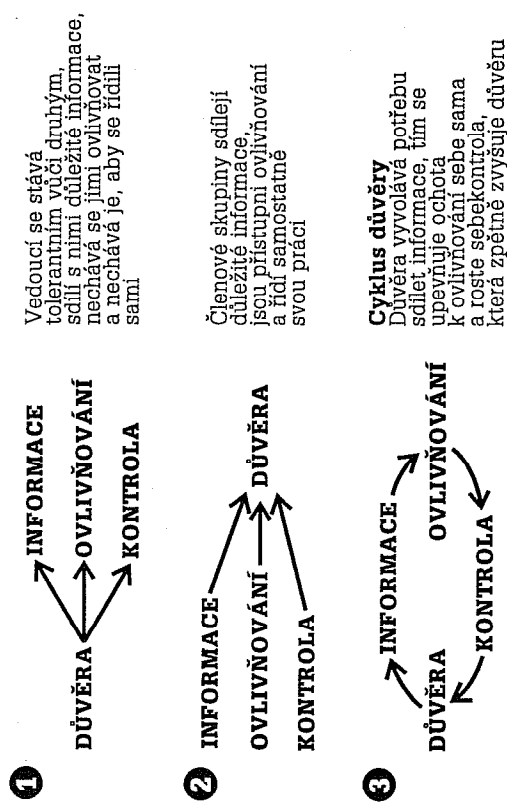 1
DŮVĚRA
INFORMACE
OVLIVŇOVÁNÍ
KONTROLA
Vedoucí se stává
tolerantním vůči druhým,
sdílí s nimi důležité informace,
nechává se jimi ovlivňovat
a nechává je, aby se řídili
sami
2
INFORMACE
OVLIVŇOVÁNÍ
KONTROLA
DŮVĚRA
Členové skupiny sdílejí
důležité informace,
jsou přístupni ovlivňování
a řídí samostatně
svou práci
3
DŮVĚRA
INFORMACE
OVLIVŇOVÁNÍ
KONTROLA
Cyklus důvěry
Důvěra vyvolává potřebu
sdílet informace, tím se
upevňuje ochota
k ovlivňování sebe sama
a roste sebekontrola,
která zpětně zvyšuje důvěru